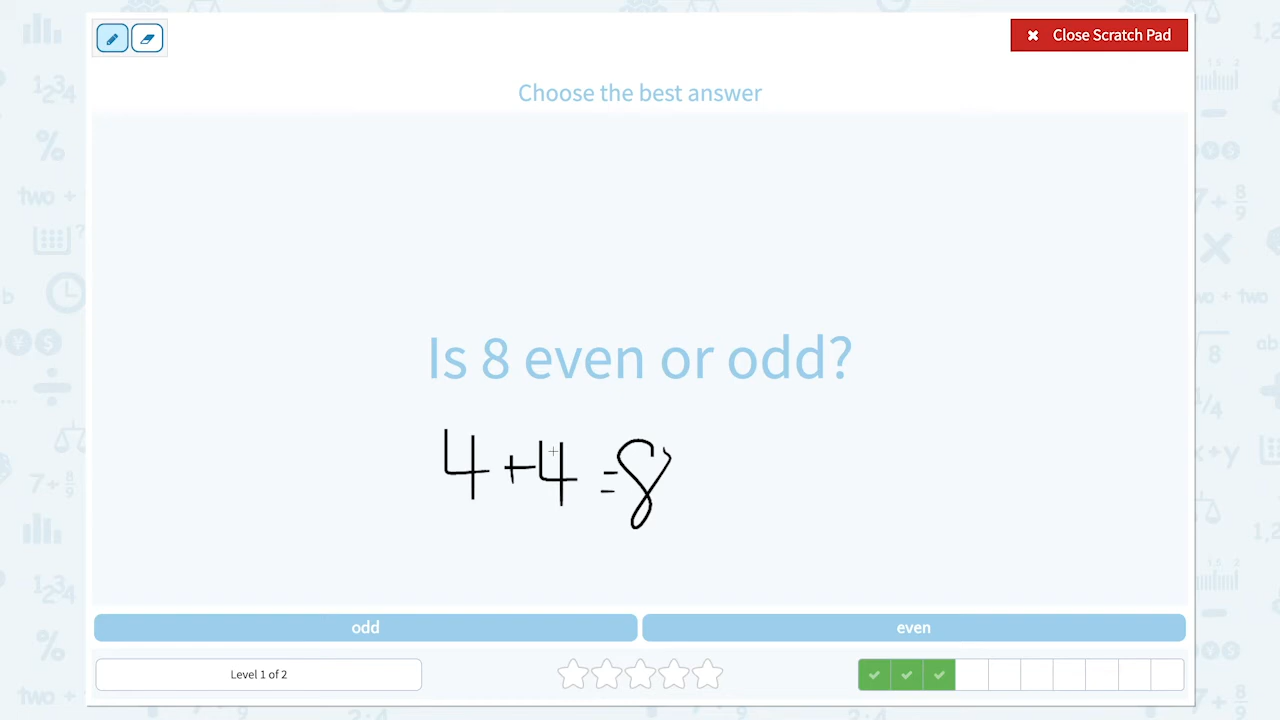 Close Scratch Pad
Choose the best answer
Is 8 even or odd?
4+4=8
odd
even
Level 1 of 2